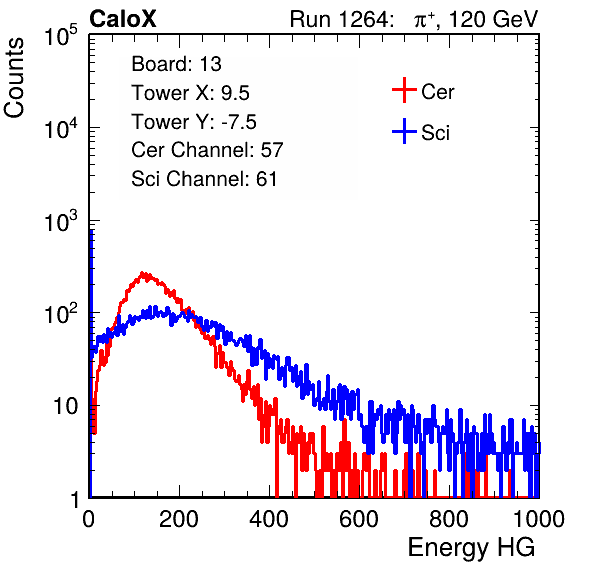 CaloX Run 1264: π⁺, 120 GeV
Counts
10⁵
10⁴
10³
10²
10
1
Board: 13
Tower X: 9.5
Tower Y: -7.5
Cer Channel: 57
Sci Channel: 61
Cer
Sci
0 200 400 600 800 1000
Energy HG